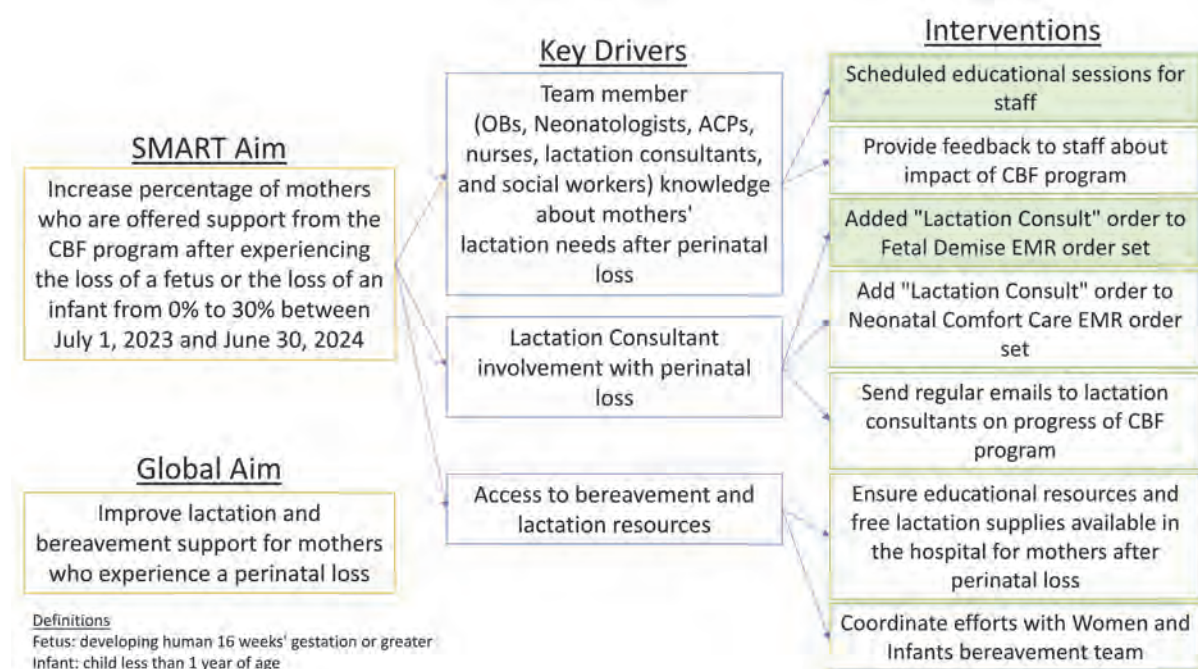 SMART Aim
Increase percentage of mothers
who are offered support from the
CBF program after experiencing
the loss of a fetus or the loss of an
infant from 0% to 30% between
July 1, 2023 and June 30, 2024
Global Aim
Improve lactation and
bereavement support for mothers
who experience a perinatal loss
Definitions
Fetus: developing human 16 weeks' gestation or greater
Infant: child less than 1 year of age
Key Drivers
Team member
(OBs, Neonatologists, ACPs,
nurses, lactation consultants,
and social workers) knowledge
about mothers'
lactation needs after perinatal
loss
Lactation Consultant
involvement with perinatal
loss
Access to bereavement and
lactation resources
Interventions
Scheduled educational sessions for
staff
Provide feedback to staff about
impact of CBF program
Added "Lactation Consult" order to
Fetal Demise EMR order set
Add "Lactation Consult" order to
Neonatal Comfort Care EMR order
set
Send regular emails to lactation
consultants on progress of CBF
program
Ensure educational resources and
free lactation supplies available in
the hospital for mothers after
perinatal loss
Coordinate efforts with Women and
Infants bereavement team